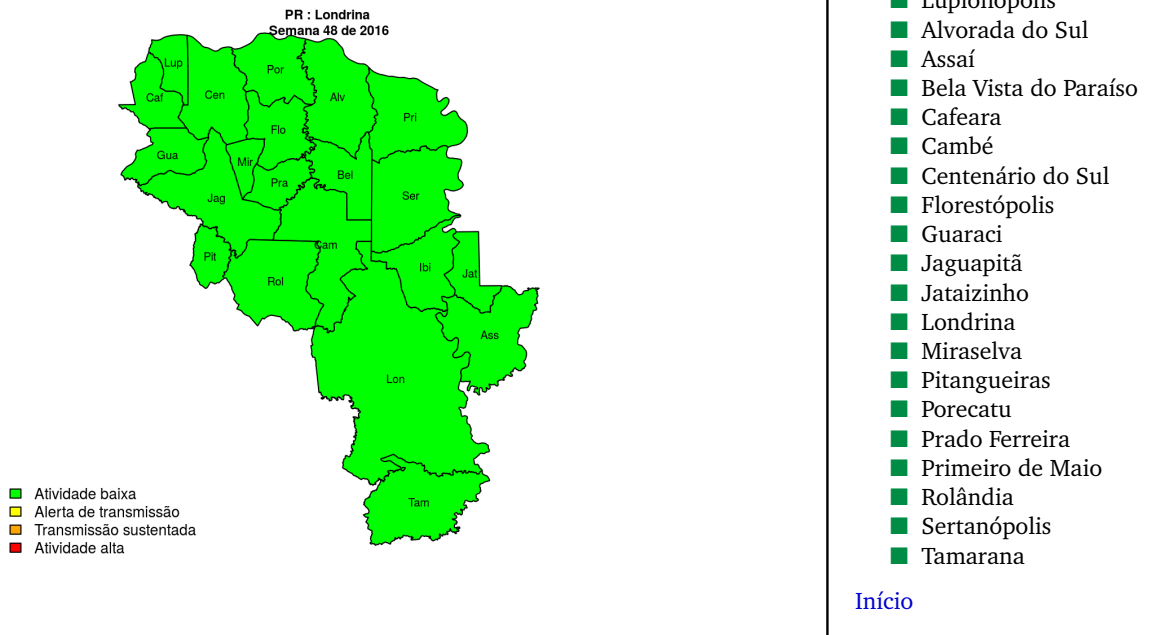 PR : Londrina
Semana 48 de 2016
Lup
Por
Caf
Cen
Alv
Pri
Flo
Gua
Mir
Bel
Pra
Jag
Ser
Cam
Pit
Ibi
Jat
Rol
Ass
Lon
Tam
Atividade baixa
Alerta de transmissão
Transmissão sustentada
Atividade alta
Lupionópolis
Alvorada do Sul
Assaí
Bela Vista do Paraíso
Cafeara
Cambé
Centenário do Sul
Florestópolis
Guaraci
Jaguapitã
Jataizinho
Londrina
Miraselva
Pitangueiras
Porecatu
Prado Ferreira
Primeiro de Maio
Rolândia
Sertanópolis
Tamarana
Início